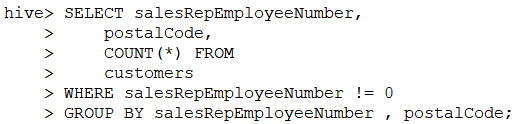 hive> SELECT salesRepEmployeeNumber,
    >     postalCode,
    >     COUNT(*) FROM
    >     customers
    > WHERE salesRepEmployeeNumber != 0
    > GROUP BY salesRepEmployeeNumber , postalCode;